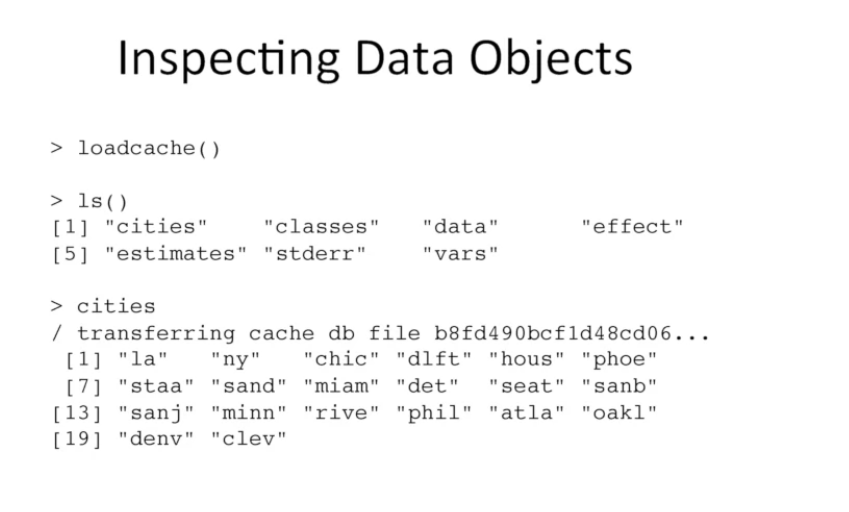 Inspecting Data Objects
> loadcache()
> ls()
[1] "cities"    "classes"   "data"      "effect"
[5] "estimates" "stderr"    "vars"
> cities
/ transferring cache db file b8fd490bcf1d48cd06...
 [1] "la"   "ny"   "chic" "dlft" "hous" "phoe"
 [7] "staa" "sand" "miam" "det"  "seat" "sanb"
[13] "sanj" "minn" "rive" "phil" "atla" "oakl"
[19] "denv" "clev"